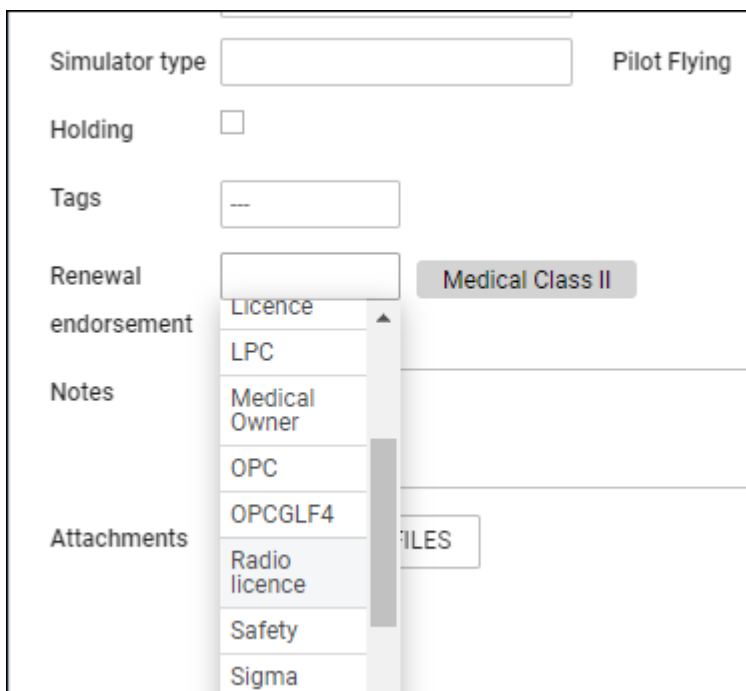 Simulator type
Pilot Flying
Holding
Tags
---
Renewal
endorsement
Medical Class II
Licence
LPC
Medical
Owner
OPC
OPCGLF4
Radio
licence
Safety
Sigma
Notes
Attachments
FILES